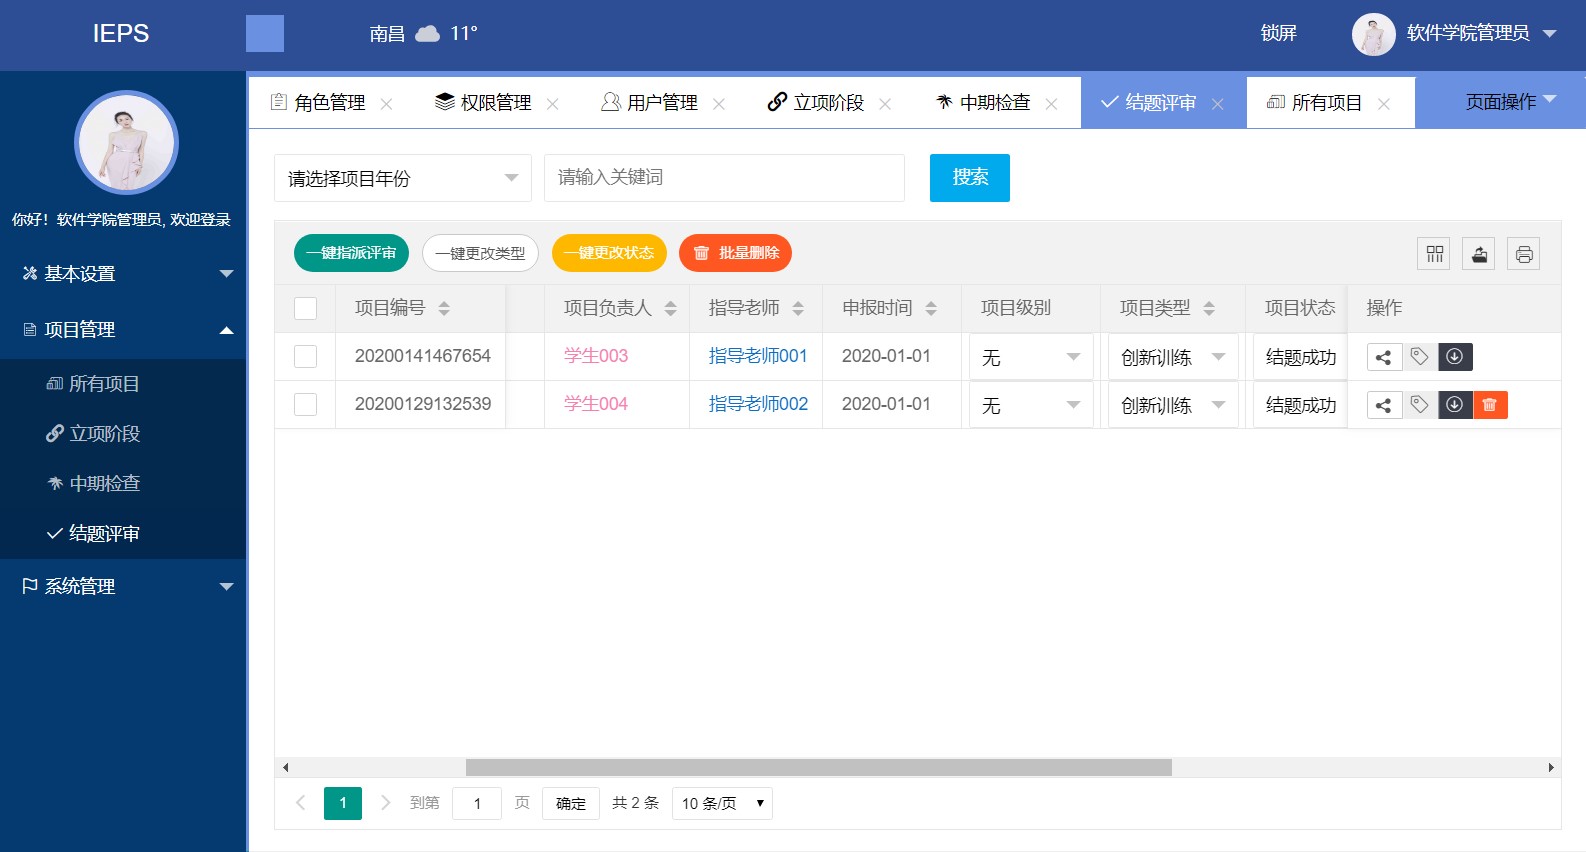 IEPS
南昌 11°
锁屏
软件学院管理员
你好！软件学院管理员, 欢迎登录
基本设置
项目管理
所有项目
立项阶段
中期检查
结题评审
系统管理
角色管理 权限管理 用户管理 立项阶段 中期检查 结题评审 所有项目 页面操作
请选择项目年份 请输入关键词 搜索
一键指派评审 一键更改类型 一键更改状态 批量删除
项目编号 项目负责人 指导老师 申报时间 项目级别 项目类型 项目状态 操作
20200141467654 学生003 指导老师001 2020-01-01 无 创新训练 结题成功
20200129132539 学生004 指导老师002 2020-01-01 无 创新训练 结题成功
1 到第 1 页 确定 共 2 条 10 条/页